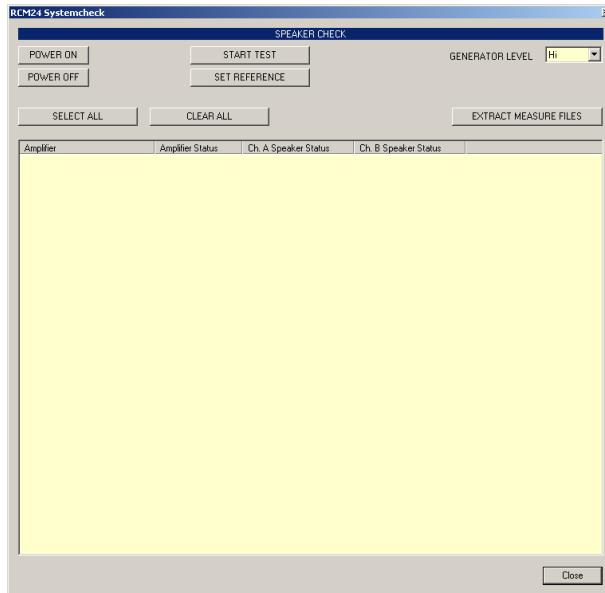 RCM24 Systemcheck
SPEAKER CHECK
POWER ON
START TEST
GENERATOR LEVEL
Hi
POWER OFF
SET REFERENCE
SELECT ALL
CLEAR ALL
EXTRACT MEASURE FILES
Amplifier
Amplifier Status
Ch. A Speaker Status
Ch. B Speaker Status
Close